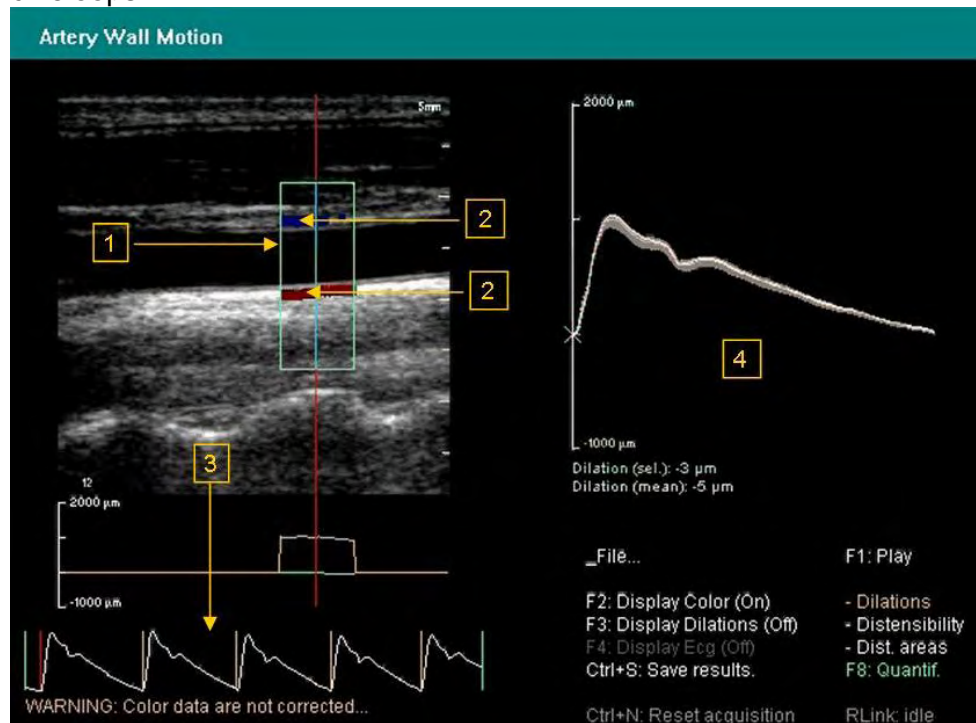 Artery Wall Motion
5mm
1
2
2
3
12
2000 µm
-1000 µm
2000 µm
4
-1000 µm
Dilation (sel.): -3 µm
Dilation (mean): -5 µm
_File... F1: Play
F2: Display Color (On) - Dilations
F3: Display Dilations (Off) - Distensibility
F4: Display Ecg (Off) - Dist. areas
Ctrl+S: Save results. F8: Quantif.
WARNING: Color data are not corrected...
Ctrl+N: Reset acquisition RLink: idle